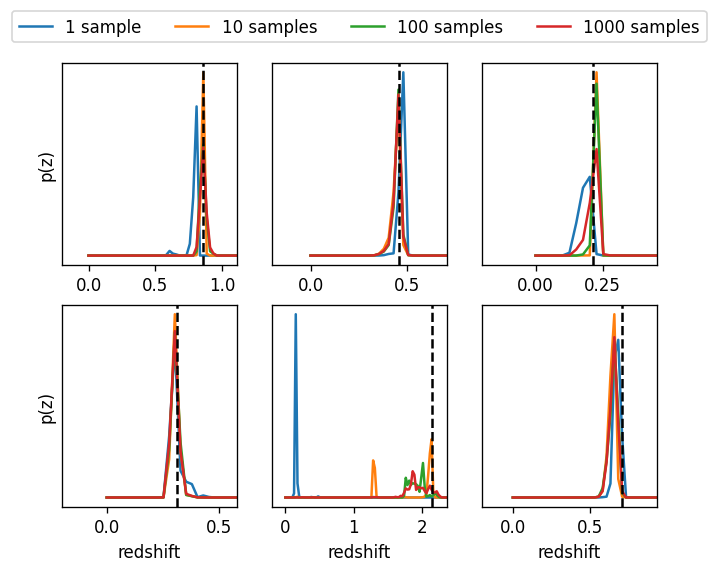 1 sample 10 samples 100 samples 1000 samples
p(z)
0.0 0.5 1.0 0.0 0.5 0.00 0.25
p(z)
0.0 0.5 0 1 2 0.0 0.5
redshift redshift redshift